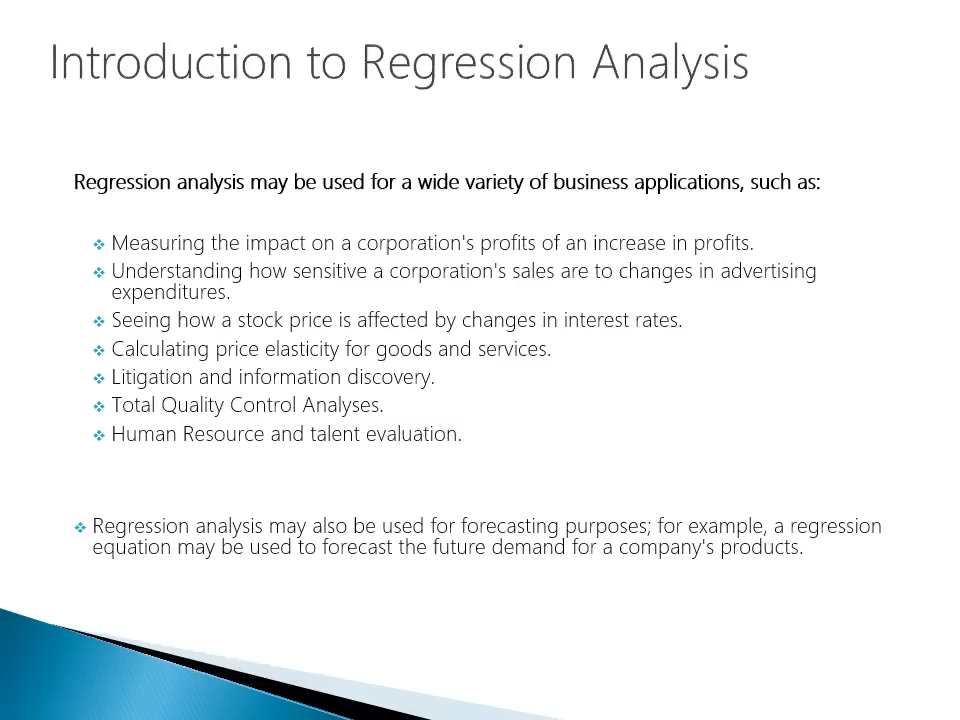 Introduction to Regression Analysis
Regression analysis may be used for a wide variety of business applications, such as:
Measuring the impact on a corporation's profits of an increase in profits.
Understanding how sensitive a corporation's sales are to changes in advertising
expenditures.
Seeing how a stock price is affected by changes in interest rates.
Calculating price elasticity for goods and services.
Litigation and information discovery.
Total Quality Control Analyses.
Human Resource and talent evaluation.
Regression analysis may also be used for forecasting purposes; for example, a regression
equation may be used to forecast the future demand for a company's products.